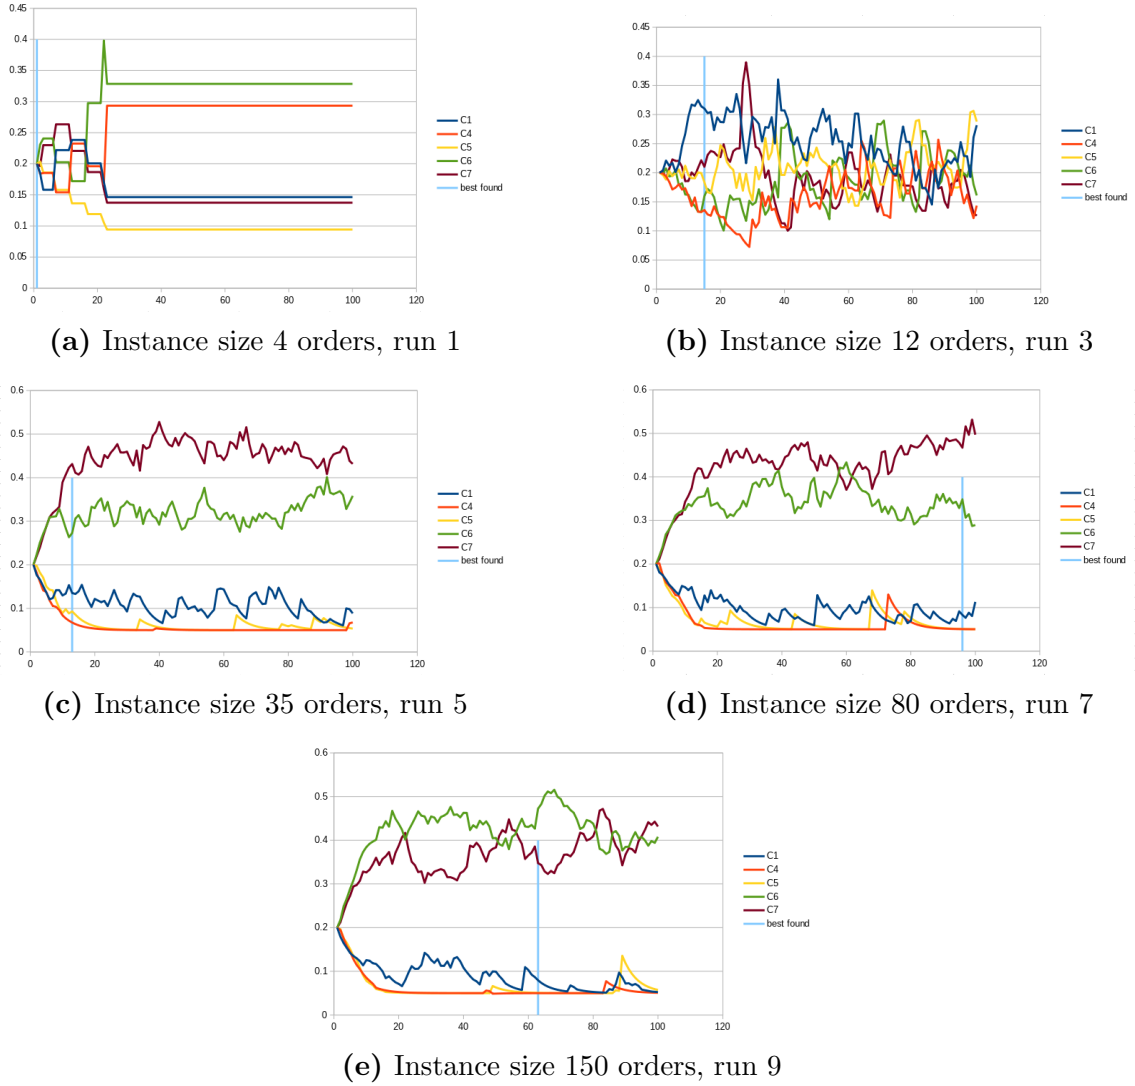 0.45
0.4
0.35
0.3
0.25
0.2
0.15
0.1
0.05
0
0 20 40 60 80 100 120
C1
C4
C5
C6
C7
best found
(a) Instance size 4 orders, run 1
0.45
0.4
0.35
0.3
0.25
0.2
0.15
0.1
0.05
0
0 20 40 60 80 100 120
C1
C4
C5
C6
C7
best found
(b) Instance size 12 orders, run 3
0.6
0.5
0.4
0.3
0.2
0.1
0
0 20 40 60 80 100 120
C1
C4
C5
C6
C7
best found
(c) Instance size 35 orders, run 5
0.6
0.5
0.4
0.3
0.2
0.1
0
0 20 40 60 80 100 120
C1
C4
C5
C6
C7
best found
(d) Instance size 80 orders, run 7
0.6
0.5
0.4
0.3
0.2
0.1
0
0 20 40 60 80 100 120
C1
C4
C5
C6
C7
best found
(e) Instance size 150 orders, run 9